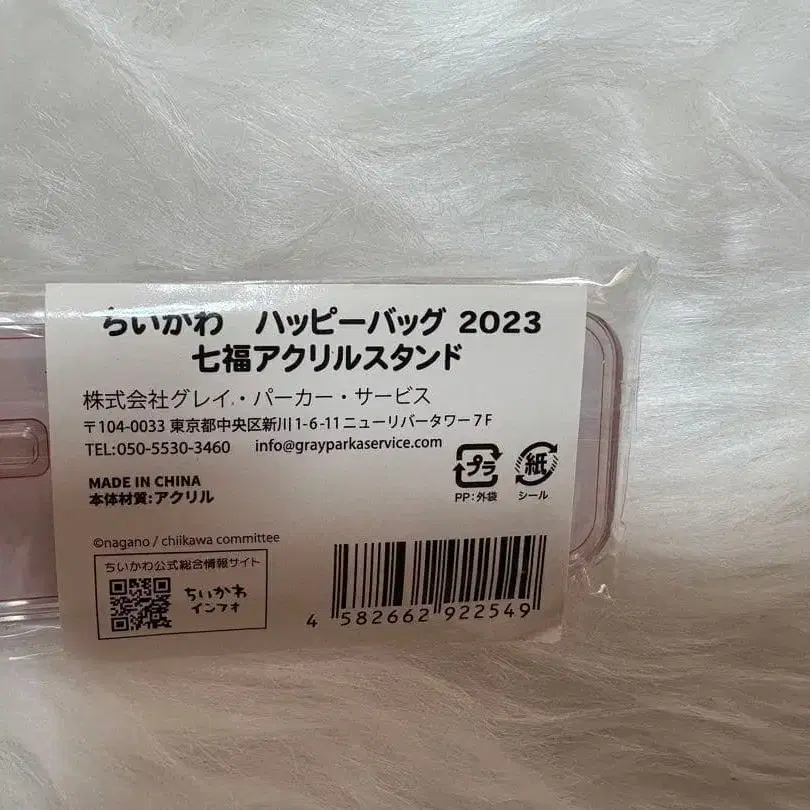 ちいかわ ハッピーバッグ 2023
七福アクリルスタンド
株式会社グレイ・パーカー・サービス
〒104-0033 東京都中央区新川1-6-11ニューリバータワー7F
TEL:050-5530-3460 info@grayparkaservice.com
プラ 紙
PP:外袋 シール
MADE IN CHINA
本体材質:アクリル
©nagano / chiikawa committee
ちいかわ公式総合情報サイト
ちいかわ
インフォ
4 582662 922549